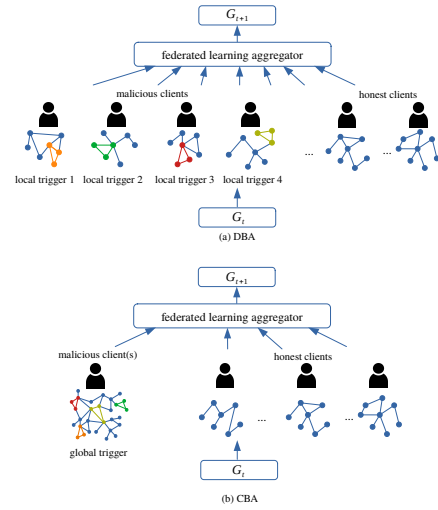 G_{t+1}
federated learning aggregator
malicious clients honest clients
local trigger 1 local trigger 2 local trigger 3 local trigger 4 ... ...
G_t
(a) DBA
G_{t+1}
federated learning aggregator
malicious client(s) honest clients
... ...
global trigger
G_t
(b) CBA